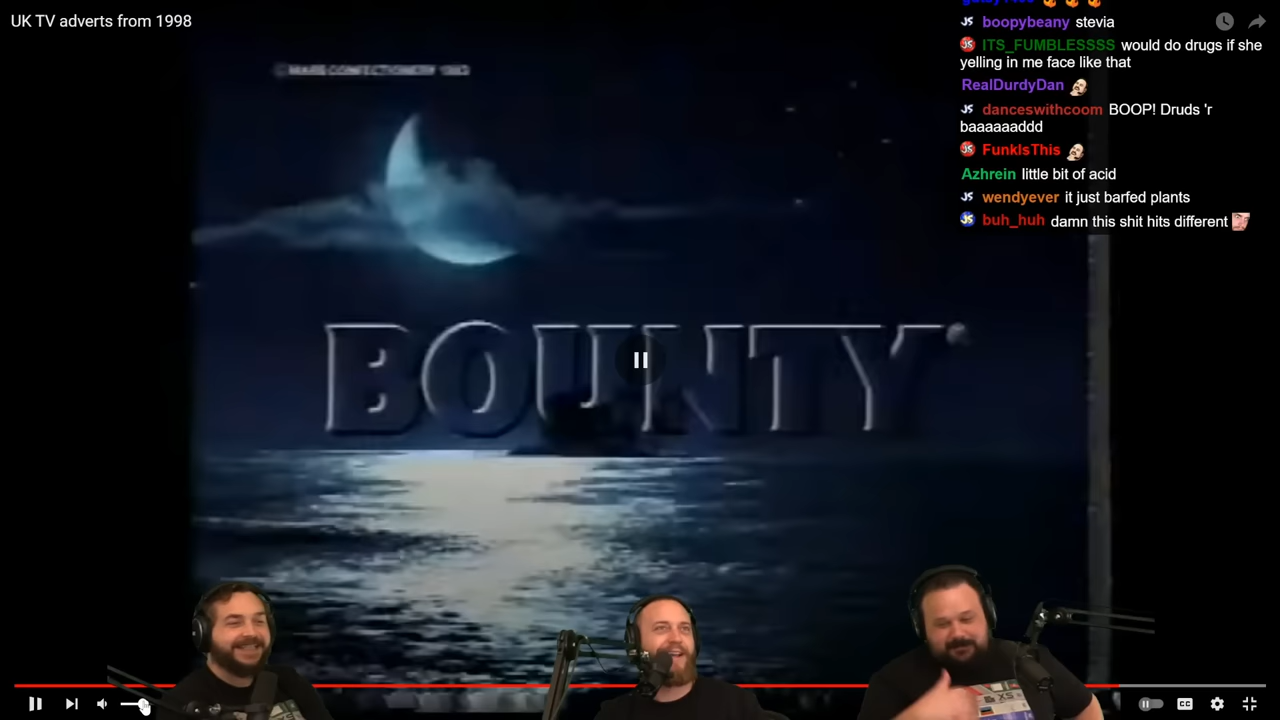 UK TV adverts from 1998
boopybeany stevia
ITS_FUMBLESSSS would do drugs if she
yelling in me face like that
RealDurdyDan
danceswithcoom BOOP! Druds 'r
baaaaaaddd
FunkIsThis
Azhrein little bit of acid
wendyever it just barfed plants
buh_huh damn this shit hits different
BOUNTY
CC